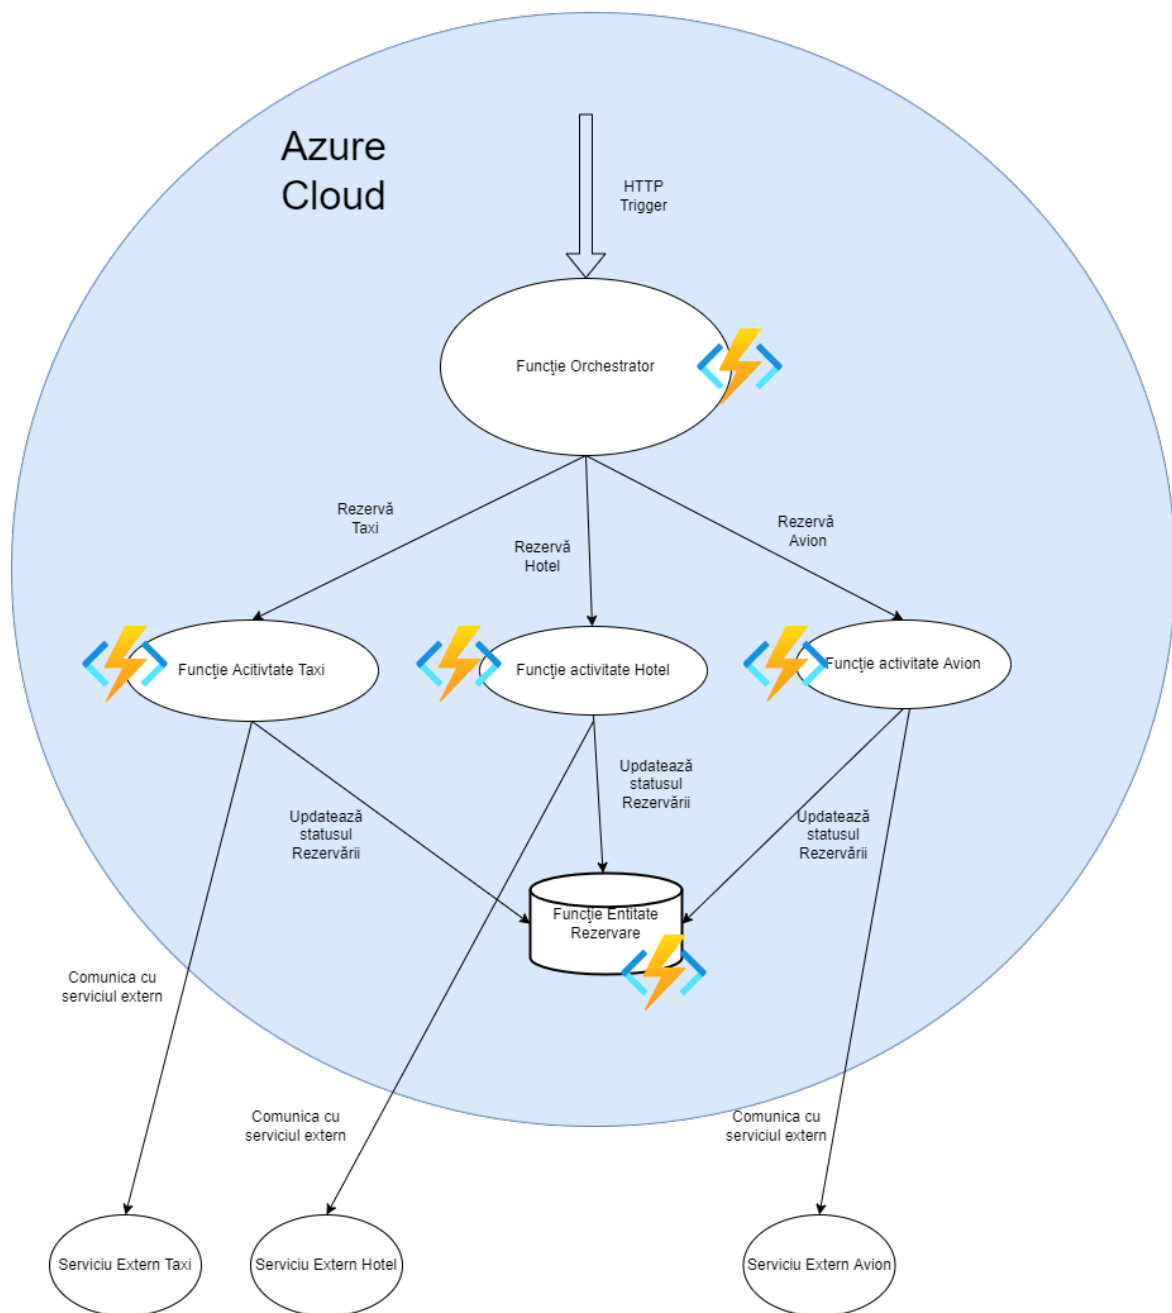 Azure
Cloud
HTTP
Trigger
Funcţie Orchestrator
Rezervă
Taxi
Rezervă
Hotel
Rezervă
Avion
Funcţie Acitivtate Taxi
Funcţie activitate Hotel
Funcţie activitate Avion
Updatează
statusul
Rezervării
Updatează
statusul
Rezervării
Updatează
statusul
Rezervării
Funcţie Entitate
Rezervare
Comunica cu
serviciul extern
Comunica cu
serviciul extern
Comunica cu
serviciul extern
Serviciu Extern Taxi
Serviciu Extern Hotel
Serviciu Extern Avion